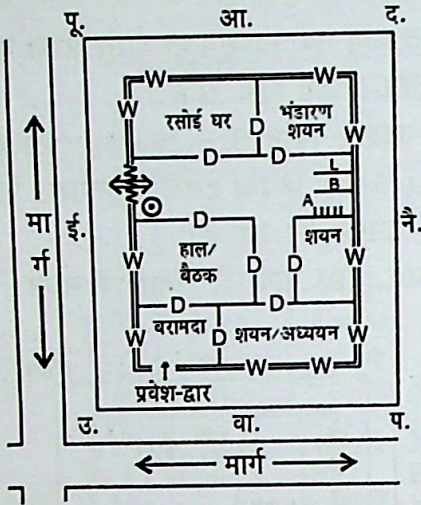 पू. आ. द.
W W
W रसोई घर भंडारण W
शयन
D
D D
L
B
A
मार्ग ई. शयन नै.
D
हाल/
बैठक
W D D W
D D
बरामदा
W D शयन/अध्ययन W
W W
प्रवेश-द्वार
उ. वा. प.
मार्ग